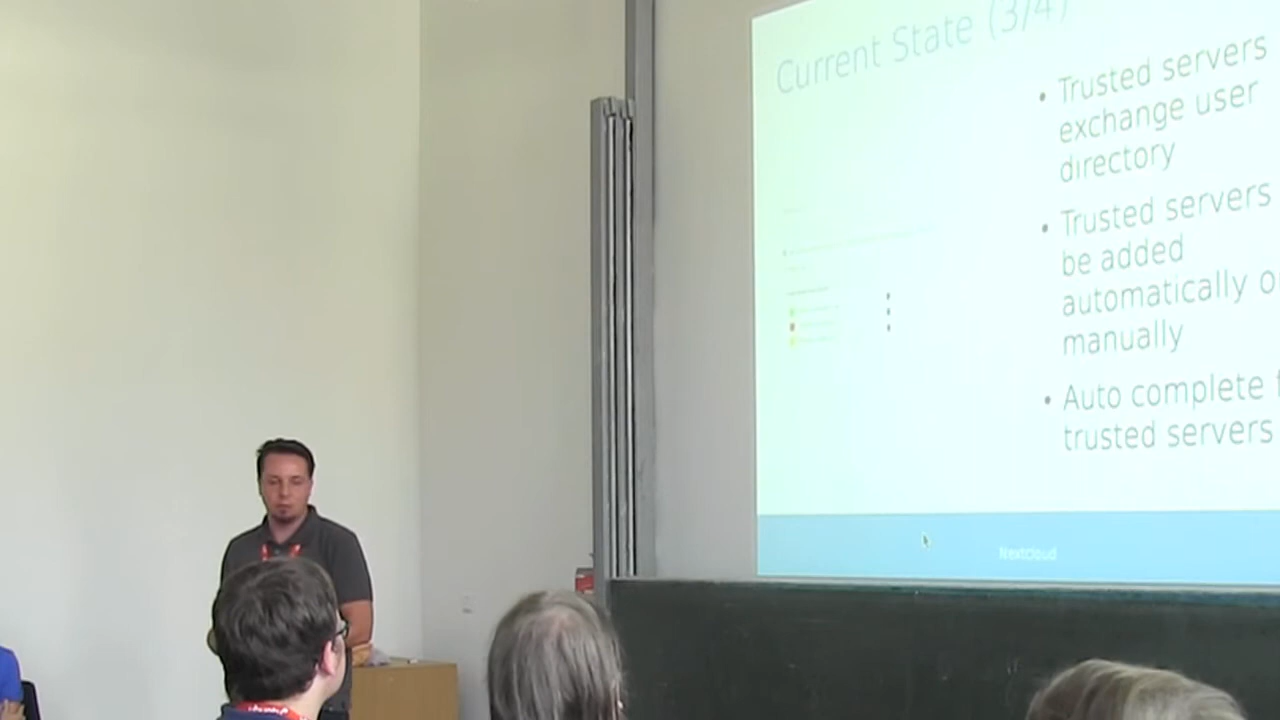 Current State (3/4)
• Trusted servers
exchange user
directory
• Trusted servers
be added
automatically o
manually
• Auto complete f
trusted servers
NextCloud